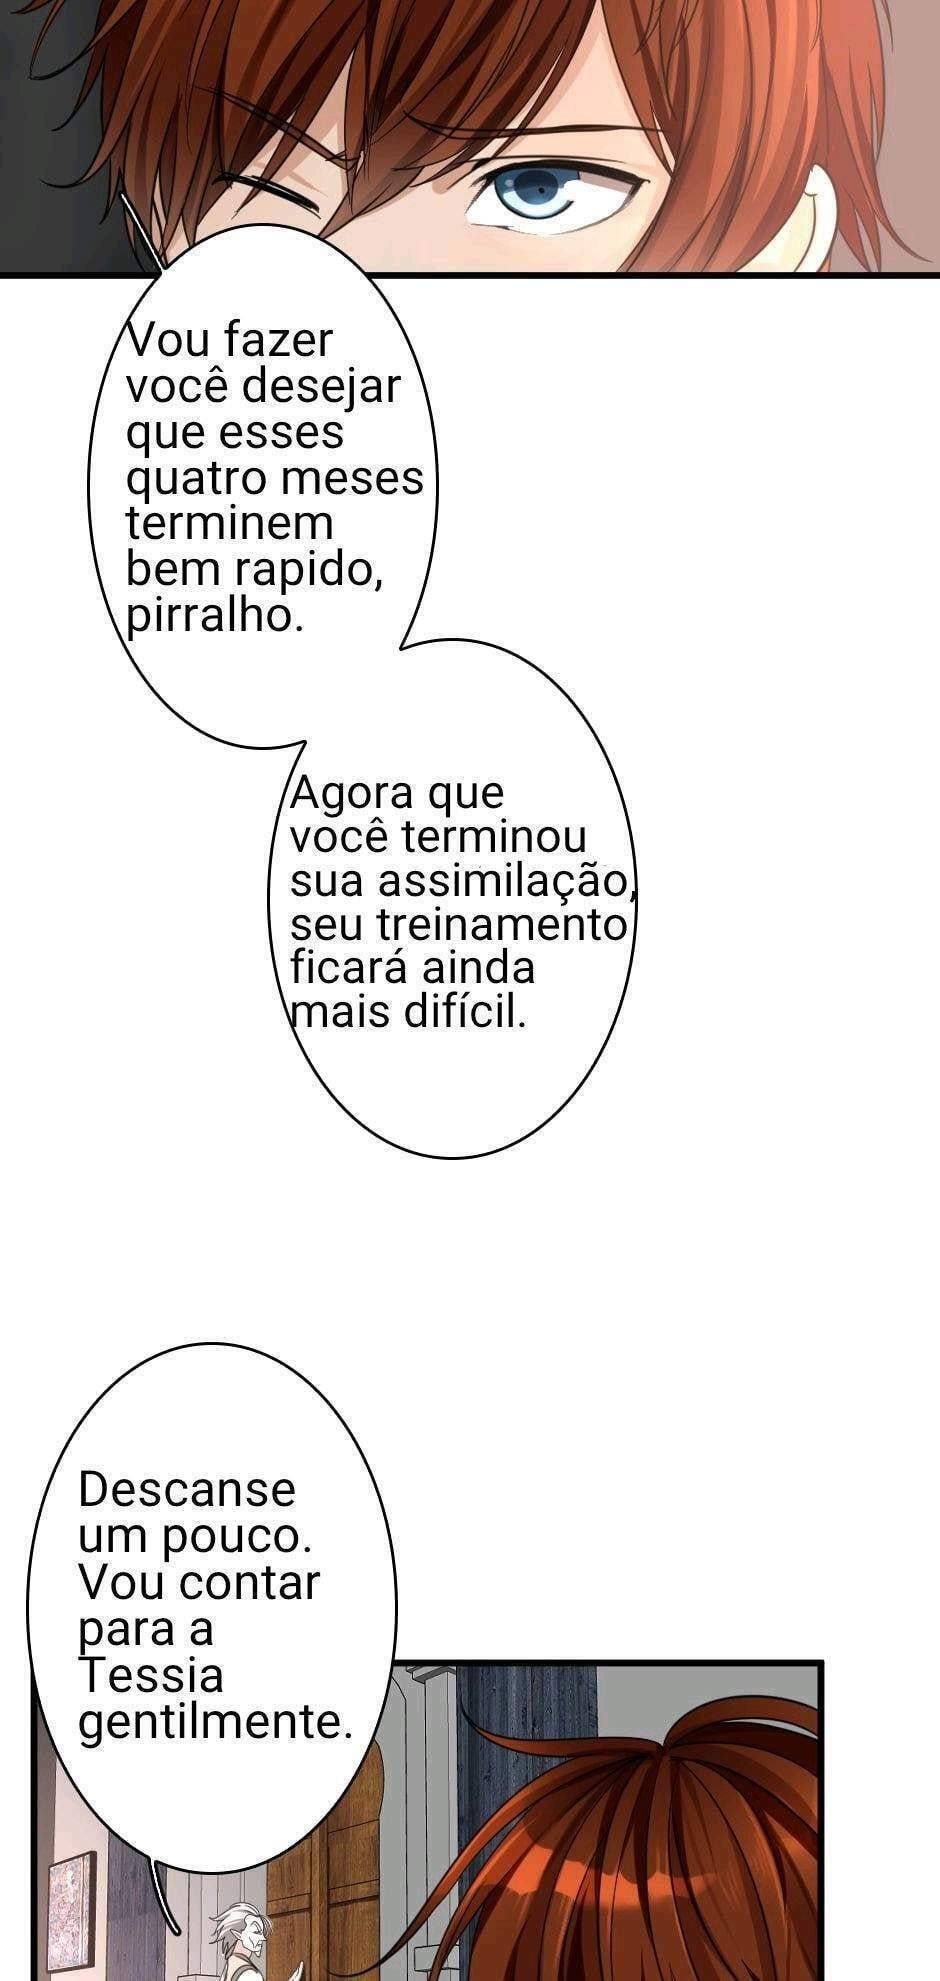 Vou fazer
você desejar
que esses
quatro meses
terminem
bem rapido,
pirralho.
Agora que
você terminou
sua assimilação,
seu treinamento
ficará ainda
mais difícil.
Descanse
um pouco.
Vou contar
para a
Tessia
gentilmente.